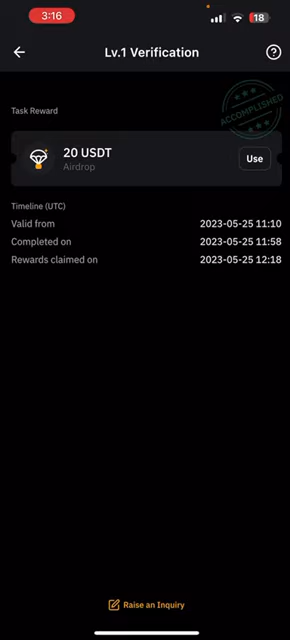 3:16
18
Lv.1 Verification
Task Reward
ACCOMPLISHED
20 USDT
Airdrop
Use
Timeline (UTC)
Valid from 2023-05-25 11:10
Completed on 2023-05-25 11:58
Rewards claimed on 2023-05-25 12:18
Raise an Inquiry